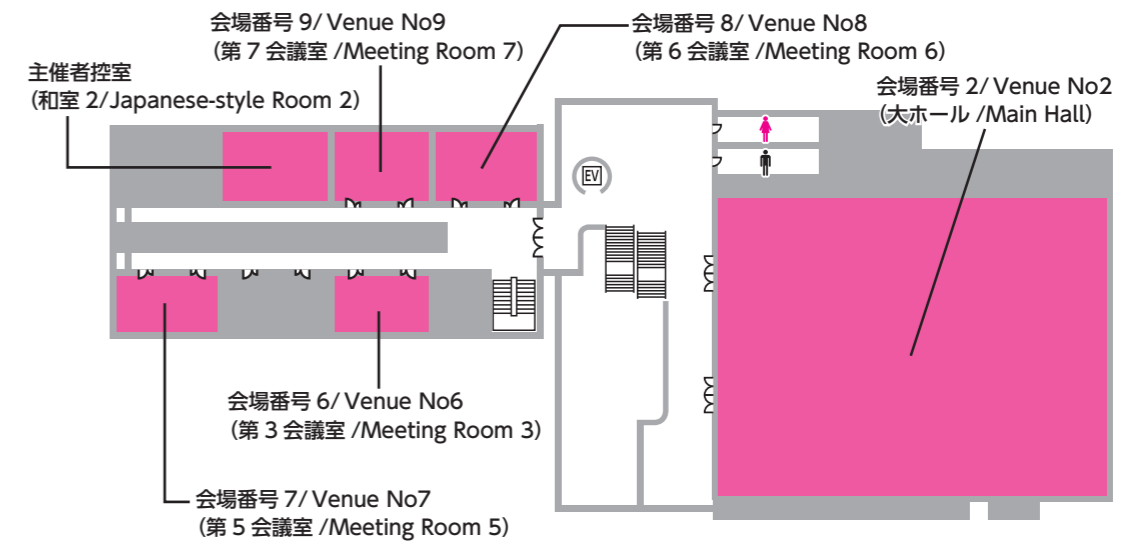 会場番号 9/ Venue No9
（第 7 会議室 /Meeting Room 7）
会場番号 8/ Venue No8
（第 6 会議室 /Meeting Room 6）
主催者控室
（和室 2/Japanese-style Room 2）
会場番号 2/ Venue No2
（大ホール /Main Hall）
EV
会場番号 6/ Venue No6
（第 3 会議室 /Meeting Room 3）
会場番号 7/ Venue No7
（第 5 会議室 /Meeting Room 5）